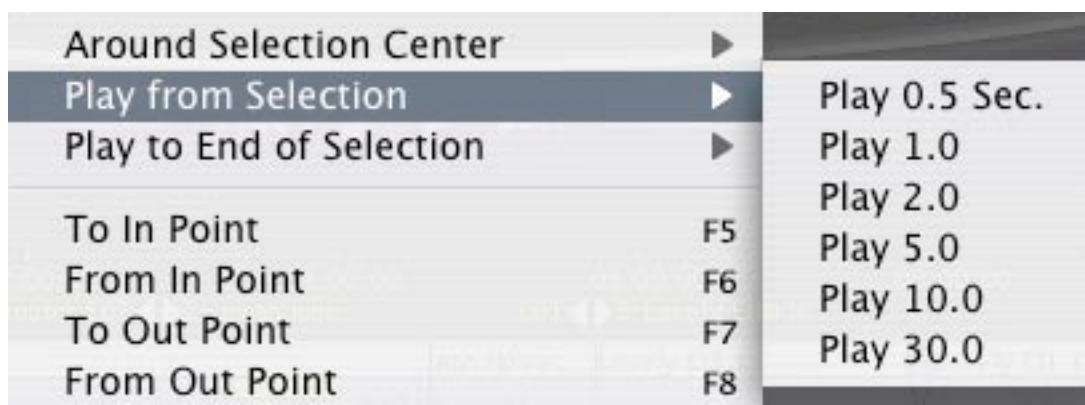 Around Selection Center
Play from Selection
Play to End of Selection
To In Point F5
From In Point F6
To Out Point F7
From Out Point F8
Play 0.5 Sec.
Play 1.0
Play 2.0
Play 5.0
Play 10.0
Play 30.0